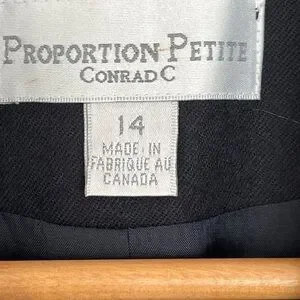 PROPORTION PETITE
CONRAD C
14
MADE IN
FABRIQUE AU
CANADA